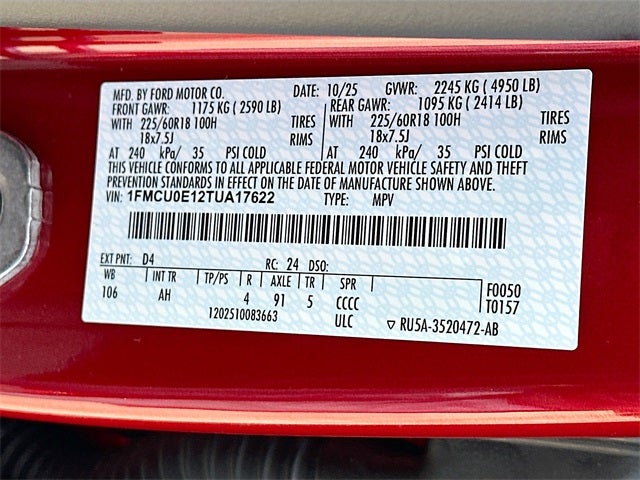 MFD. BY FORD MOTOR CO. DATE: 10/25 GVWR: 2245 KG ( 4950 LB)
FRONT GAWR: 1175 KG ( 2590 LB) REAR GAWR: 1095 KG ( 2414 LB)
WITH 225/60R18 100H TIRES WITH 225/60R18 100H TIRES
18x7.5J RIMS 18x7.5J RIMS
AT 240 kPa/ 35 PSI COLD AT 240 kPa/ 35 PSI COLD
THIS VEHICLE CONFORMS TO ALL APPLICABLE FEDERAL MOTOR VEHICLE SAFETY AND THEFT
PREVENTION STANDARDS IN EFFECT ON THE DATE OF MANUFACTURE SHOWN ABOVE.
VIN: 1FMCU0E12TUA17622 TYPE: MPV
EXT PNT: D4 RC: 24 DSO:
WB INT TR TP/PS R AXLE TR SPR F0050
106 AH 4 91 5 CCCC T0157
1202510083663 ULC RU5A-3520472-AB